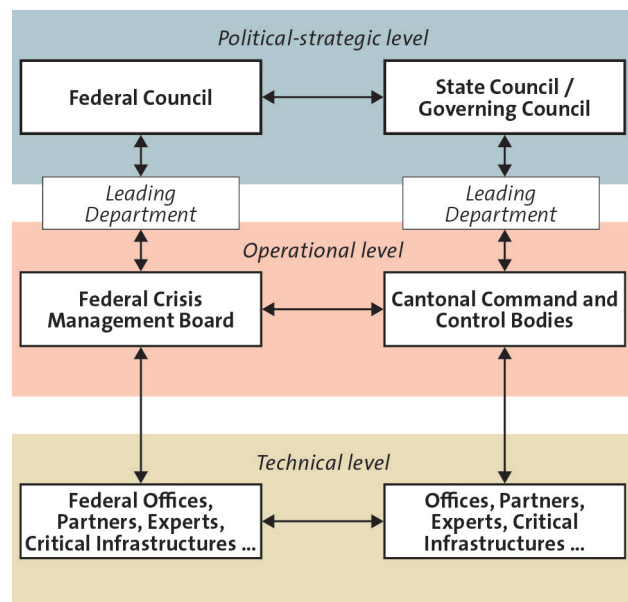 Political-strategic level
Federal Council
State Council /
Governing Council
Leading
Department
Leading
Department
Operational level
Federal Crisis
Management Board
Cantonal Command and
Control Bodies
Technical level
Federal Offices,
Partners, Experts,
Critical Infrastructures ...
Offices, Partners,
Experts, Critical
Infrastructures ...